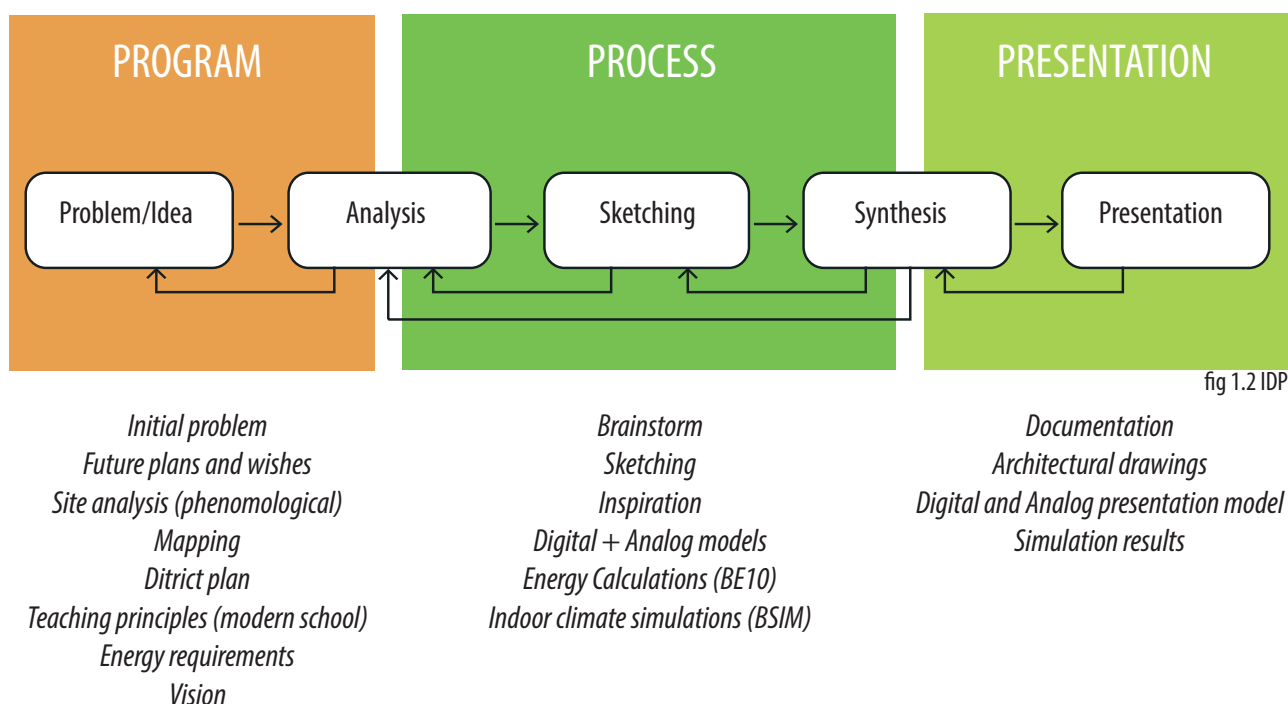 PROGRAM
PROCESS
PRESENTATION
Problem/Idea
Analysis
Sketching
Synthesis
Presentation
fig 1.2 IDP
Initial problem
Future plans and wishes
Site analysis (phenomological)
Mapping
Ditrict plan
Teaching principles (modern school)
Energy requirements
Vision
Brainstorm
Sketching
Inspiration
Digital + Analog models
Energy Calculations (BE10)
Indoor climate simulations (BSIM)
Documentation
Architectural drawings
Digital and Analog presentation model
Simulation results